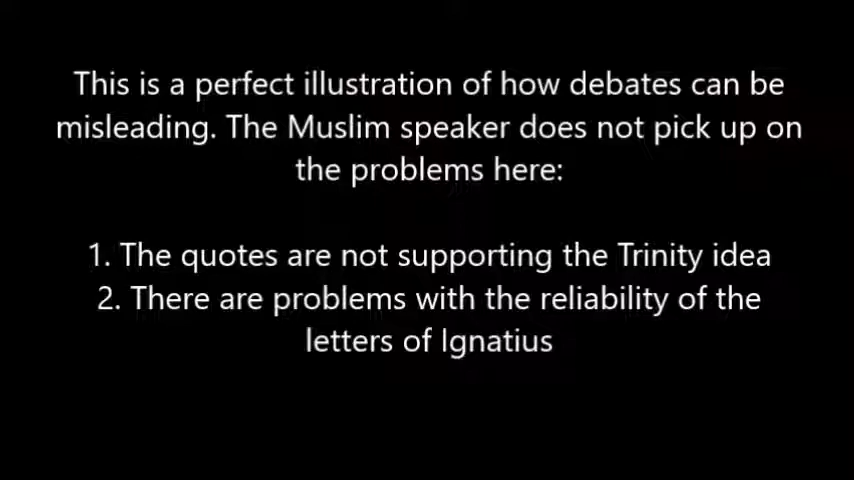 This is a perfect illustration of how debates can be
misleading. The Muslim speaker does not pick up on
the problems here:
1. The quotes are not supporting the Trinity idea
2. There are problems with the reliability of the
letters of Ignatius